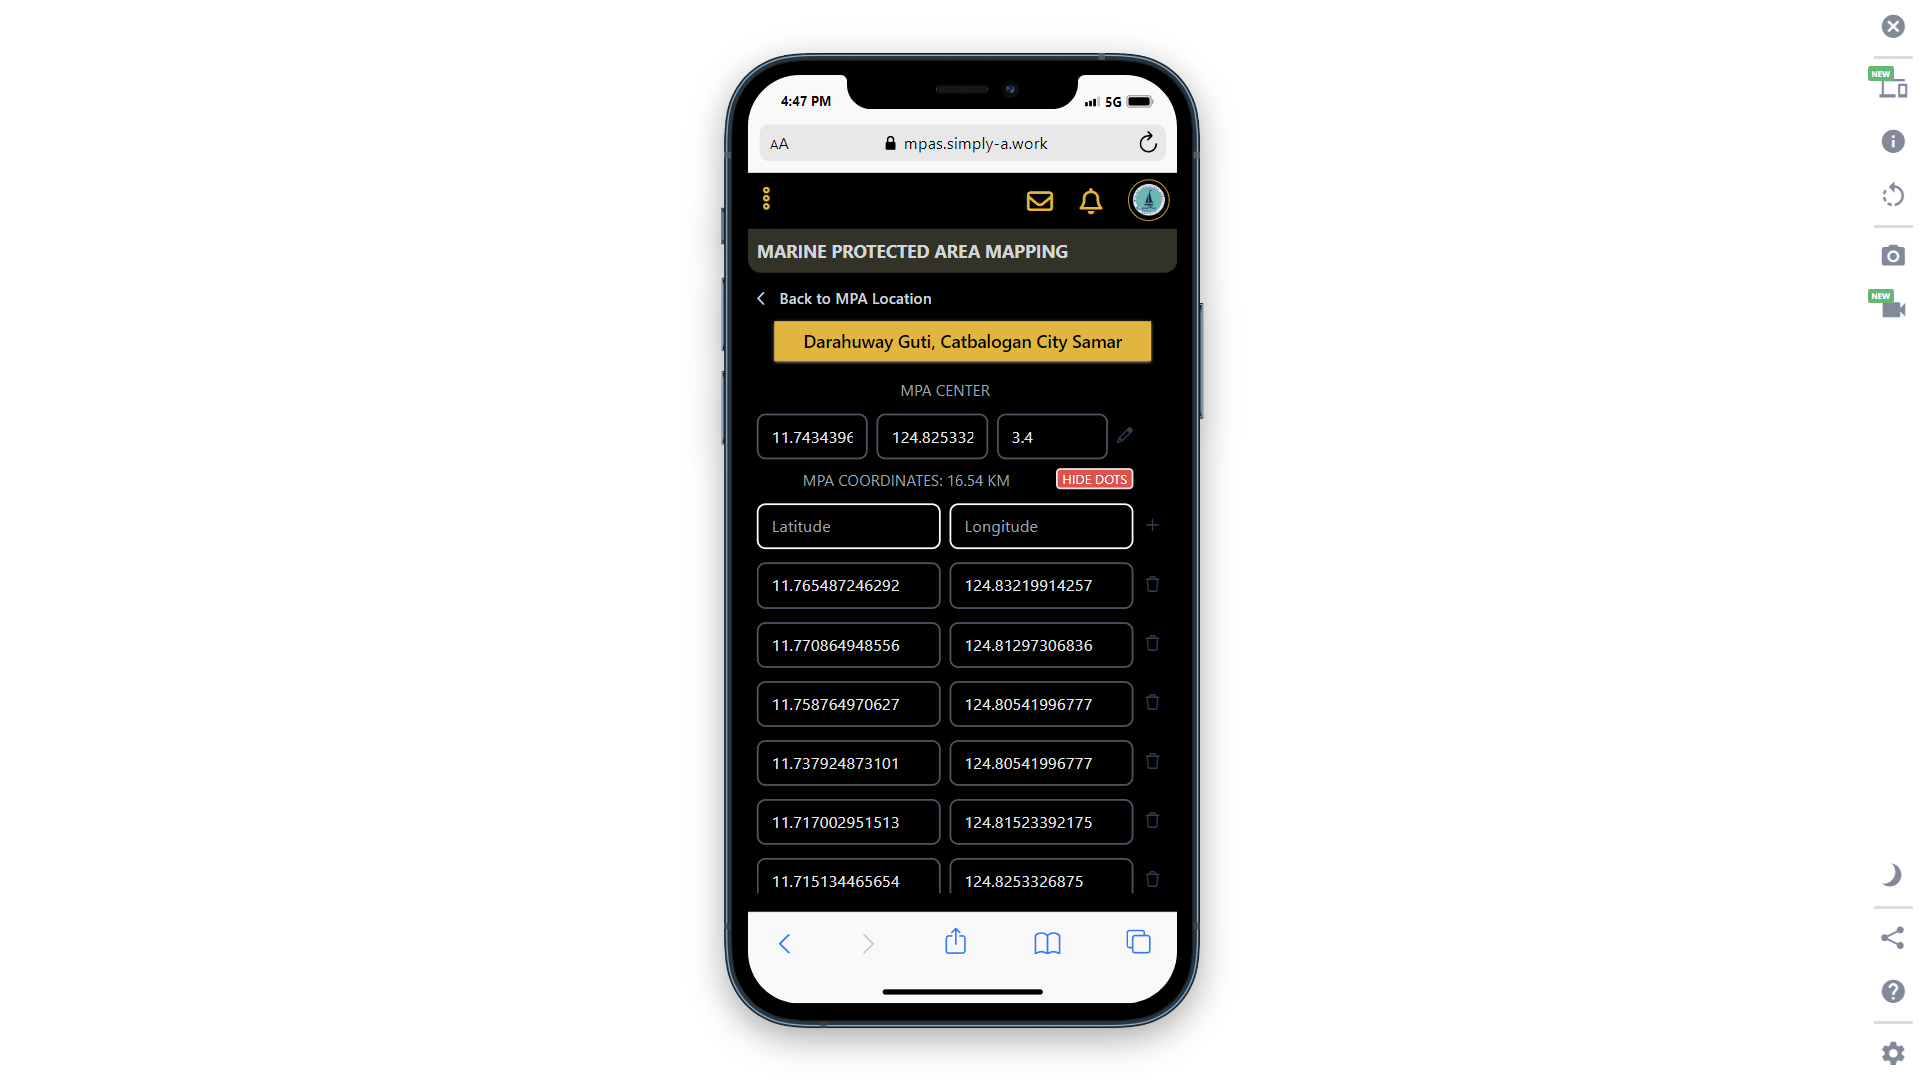 4:47 PM
5G
AA
mpas.simply-a.work
MARINE PROTECTED AREA MAPPING
Back to MPA Location
Darahuway Guti, Catbalogan City Samar
MPA CENTER
11.7434396 124.825332 3.4
MPA COORDINATES: 16.54 KM HIDE DOTS
Latitude Longitude
11.765487246292 124.83219914257
11.770864948556 124.81297306836
11.758764970627 124.80541996777
11.737924873101 124.80541996777
11.717002951513 124.81523392175
11.715134465654 124.8253326875
NEW
NEW